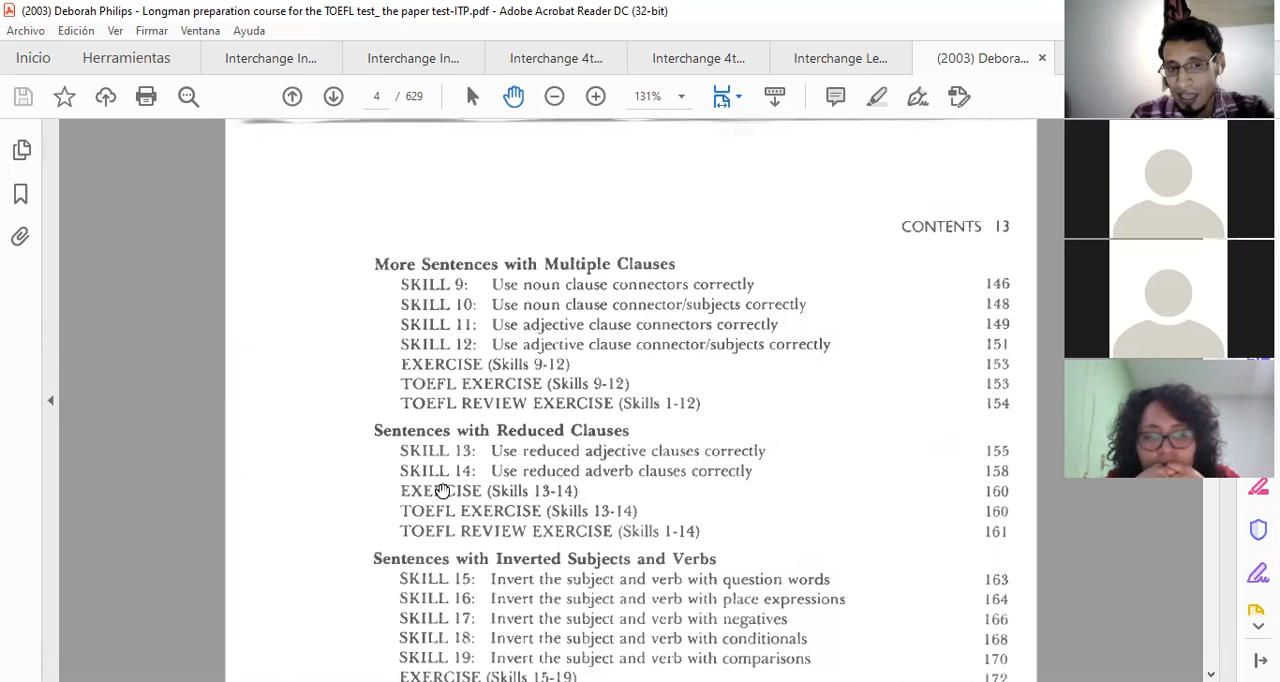 (2003) Deborah Philips - Longman preparation course for the TOEFL test_ the paper test-ITP.pdf - Adobe Acrobat Reader DC (32-bit)
Archivo Edición Ver Firmar Ventana Ayuda
Inicio Herramientas Interchange In... Interchange In... Interchange 4t... Interchange 4t... Interchange Le... (2003) Debora...
4 / 629 131%
CONTENTS 13
More Sentences with Multiple Clauses
SKILL 9: Use noun clause connectors correctly 146
SKILL 10: Use noun clause connector/subjects correctly 148
SKILL 11: Use adjective clause connectors correctly 149
SKILL 12: Use adjective clause connector/subjects correctly 151
EXERCISE (Skills 9-12) 153
TOEFL EXERCISE (Skills 9-12) 153
TOEFL REVIEW EXERCISE (Skills 1-12) 154
Sentences with Reduced Clauses
SKILL 13: Use reduced adjective clauses correctly 155
SKILL 14: Use reduced adverb clauses correctly 158
EXERCISE (Skills 13-14) 160
TOEFL EXERCISE (Skills 13-14) 160
TOEFL REVIEW EXERCISE (Skills 1-14) 161
Sentences with Inverted Subjects and Verbs
SKILL 15: Invert the subject and verb with question words 163
SKILL 16: Invert the subject and verb with place expressions 164
SKILL 17: Invert the subject and verb with negatives 166
SKILL 18: Invert the subject and verb with conditionals 168
SKILL 19: Invert the subject and verb with comparisons 170
EXERCISE (Skills 15-19) 172